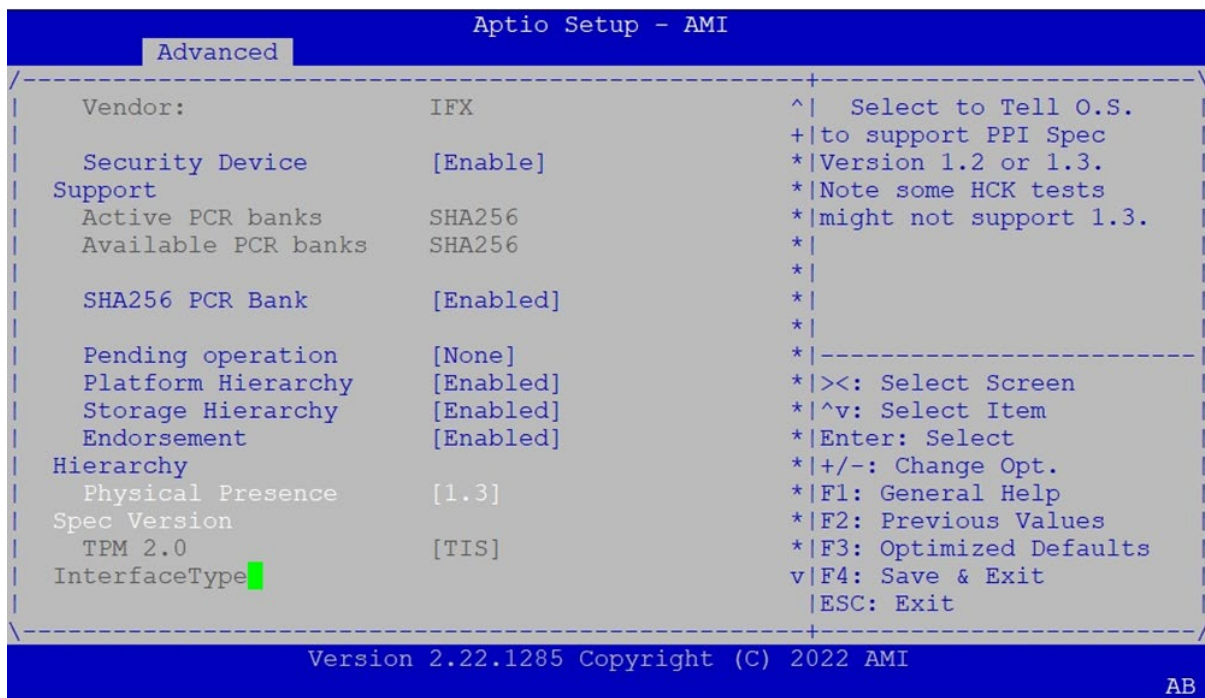 Aptio Setup - AMI
Advanced
/----------------------------------------------------+-------------------------\
| Vendor: IFX ^| Select to Tell O.S. |
| +|to support PPI Spec |
| Security Device [Enable] *|Version 1.2 or 1.3. |
| Support *|Note some HCK tests |
| Active PCR banks SHA256 *|might not support 1.3. |
| Available PCR banks SHA256 *| |
| *| |
| SHA256 PCR Bank [Enabled] *| |
| *| |
| Pending operation [None] *|-------------------------|
| Platform Hierarchy [Enabled] *|><: Select Screen |
| Storage Hierarchy [Enabled] *|^v: Select Item |
| Endorsement [Enabled] *|Enter: Select |
| Hierarchy *|+/-: Change Opt. |
| Physical Presence [1.3] *|F1: General Help |
| Spec Version *|F2: Previous Values |
| TPM 2.0 [TIS] *|F3: Optimized Defaults |
| InterfaceType v|F4: Save & Exit |
| |ESC: Exit |
\----------------------------------------------------+-------------------------/
Version 2.22.1285 Copyright (C) 2022 AMI
AB